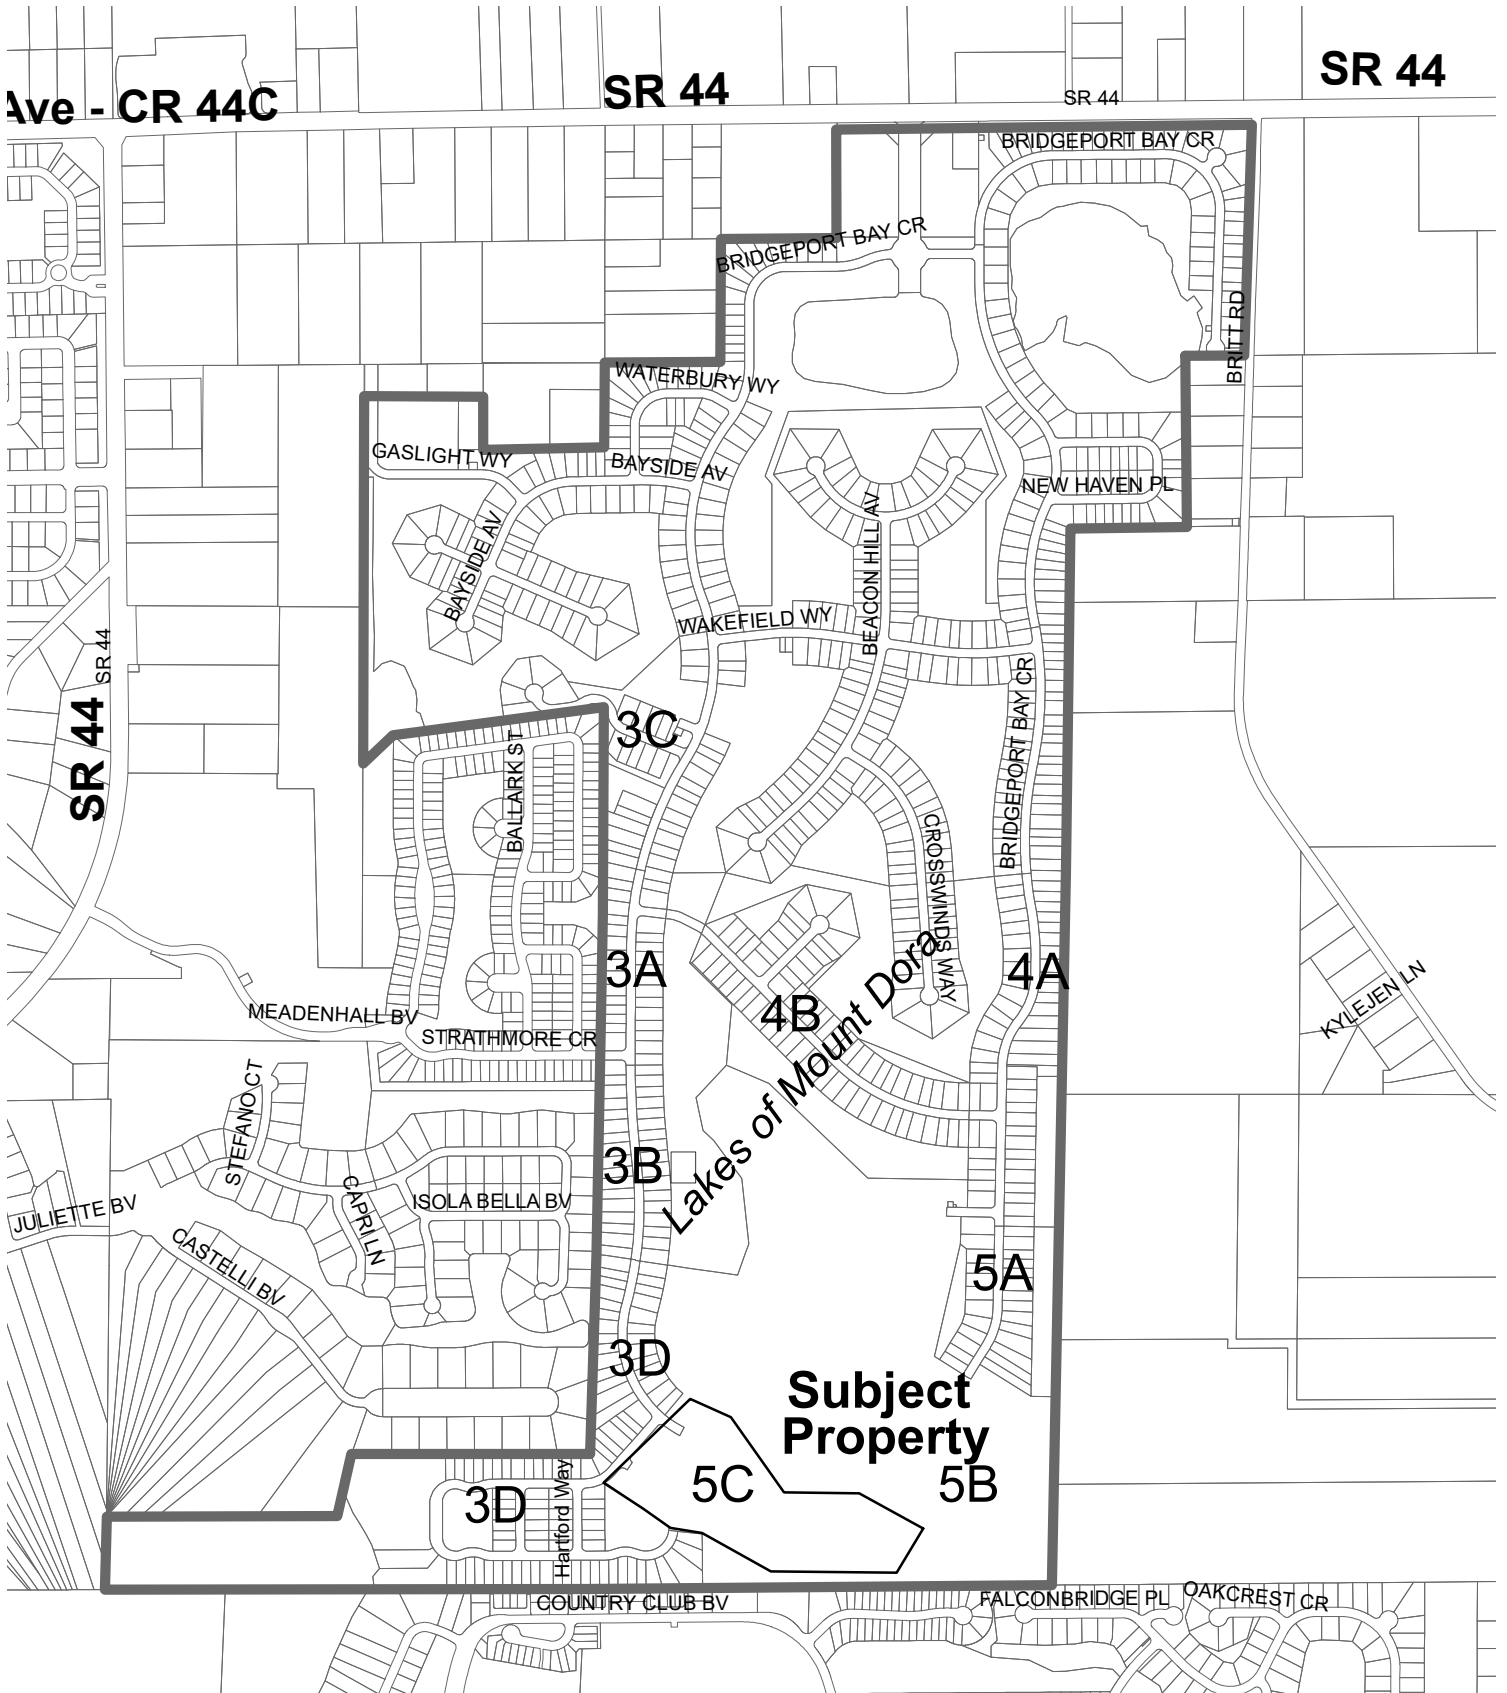 SR 44
SR 44
Ave - CR 44C
SR 44
BRIDGEPORT BAY CR
BRIDGEPORT BAY CR
BRITT RD
WATERBURY WY
GASLIGHT WY
BAYSIDE AV
NEW HAVEN PL
BAYSIDE AV
BEACON HILL AV
WAKEFIELD WY
SR 44
SR 44
BRIDGEPORT BAY CR
3C
BALLARK ST
CROSSWINDS WAY
3A
4A
4B
Lakes of Mount Dora
KYLEJEN LN
MEADENHALL BV
STRATHMORE CR
STEFANO CT
3B
CAPRI LN
ISOLA BELLA BV
JULIETTE BV
CASTELLI BV
5A
3D
Subject
Property
5C
5B
3D
Hartford Way
COUNTRY CLUB BV
FALCONBRIDGE PL
OAKCREST CR